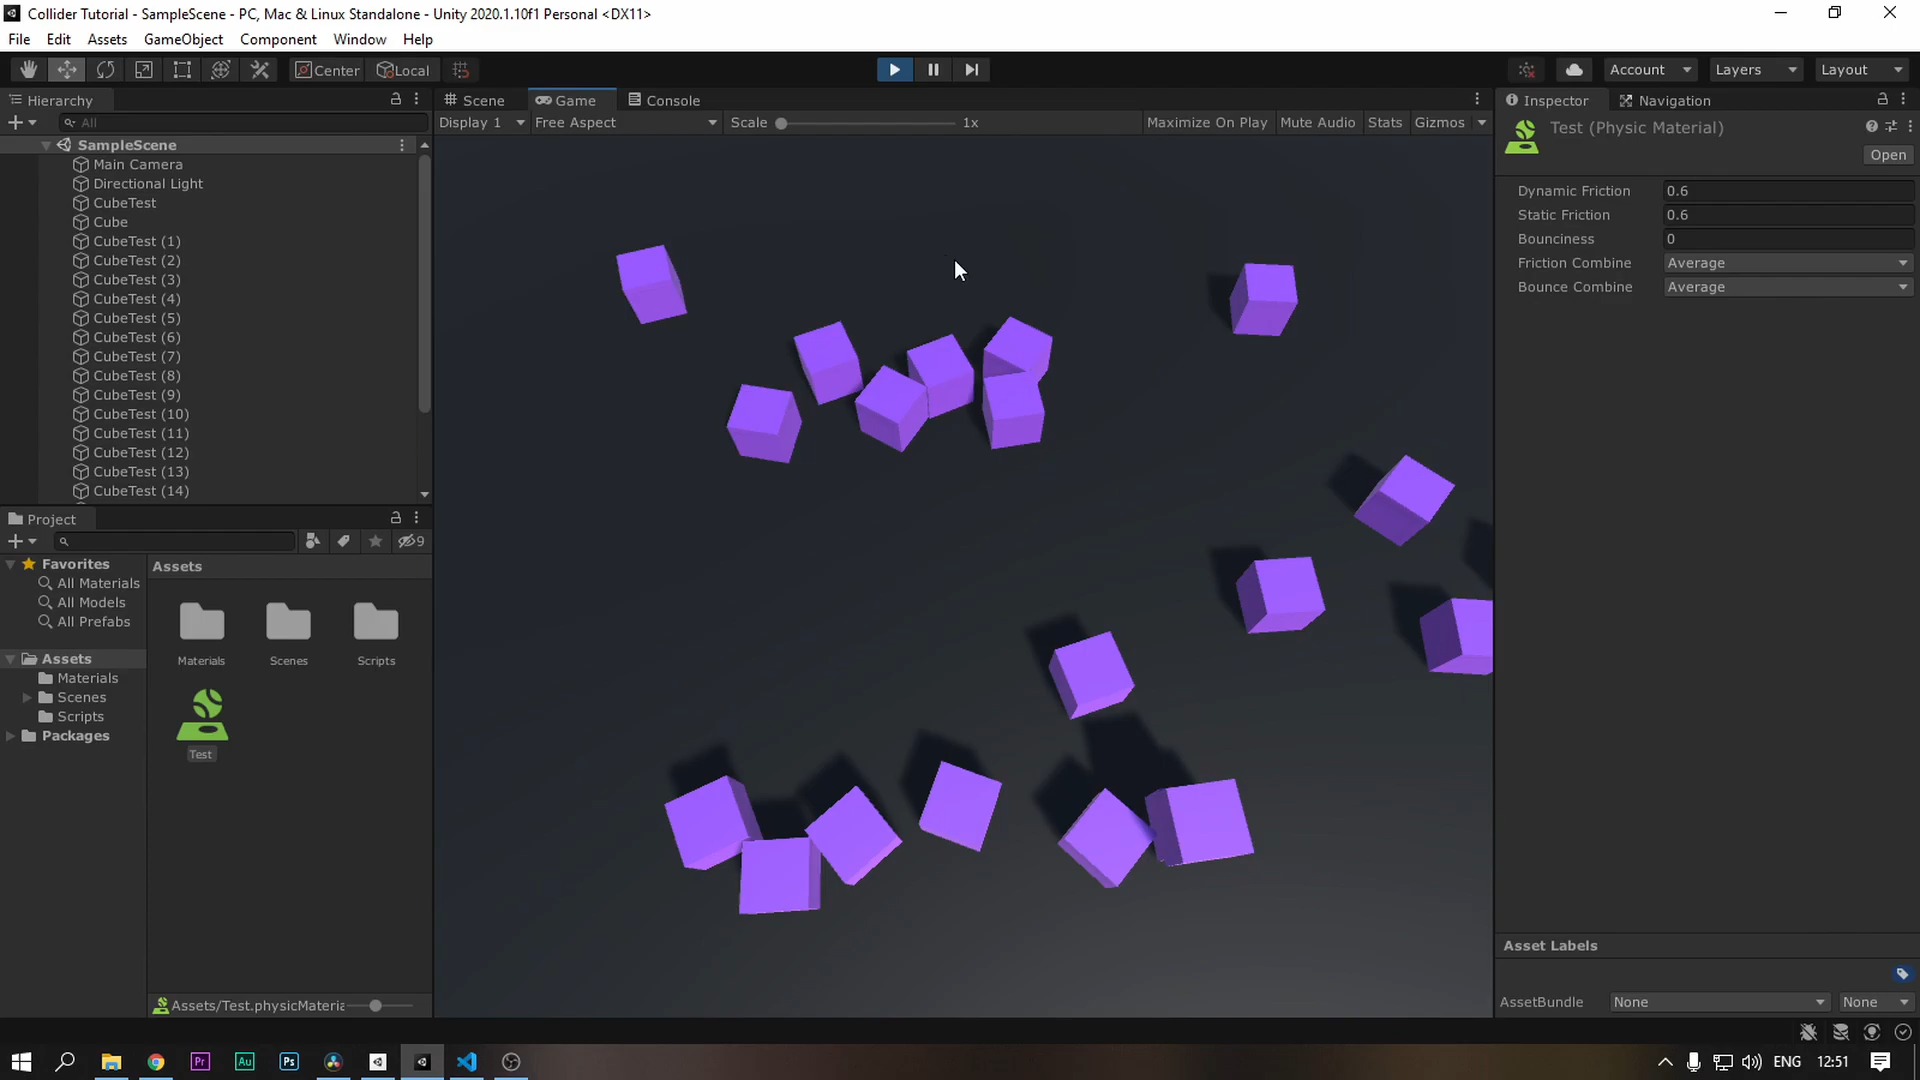 Collider Tutorial - SampleScene - PC, Mac & Linux Standalone - Unity 2020.1.10f1 Personal <DX11>
File Edit Assets GameObject Component Window Help
Center Local Account Layers Layout
Hierarchy
All
SampleScene
Main Camera
Directional Light
CubeTest
Cube
CubeTest (1)
CubeTest (2)
CubeTest (3)
CubeTest (4)
CubeTest (5)
CubeTest (6)
CubeTest (7)
CubeTest (8)
CubeTest (9)
CubeTest (10)
CubeTest (11)
CubeTest (12)
CubeTest (13)
CubeTest (14)
Project
9
Favorites
All Materials
All Models
All Prefabs
Assets
Materials
Scenes
Scripts
Packages
Assets
Materials Scenes Scripts
Test
Assets/Test.physicMateria
Scene Game Console
Display 1 Free Aspect Scale 1x Maximize On Play Mute Audio Stats Gizmos
Inspector Navigation
Test (Physic Material)
Open
Dynamic Friction 0.6
Static Friction 0.6
Bounciness 0
Friction Combine Average
Bounce Combine Average
Asset Labels
AssetBundle None None
Pr Au Ps ENG 12:51